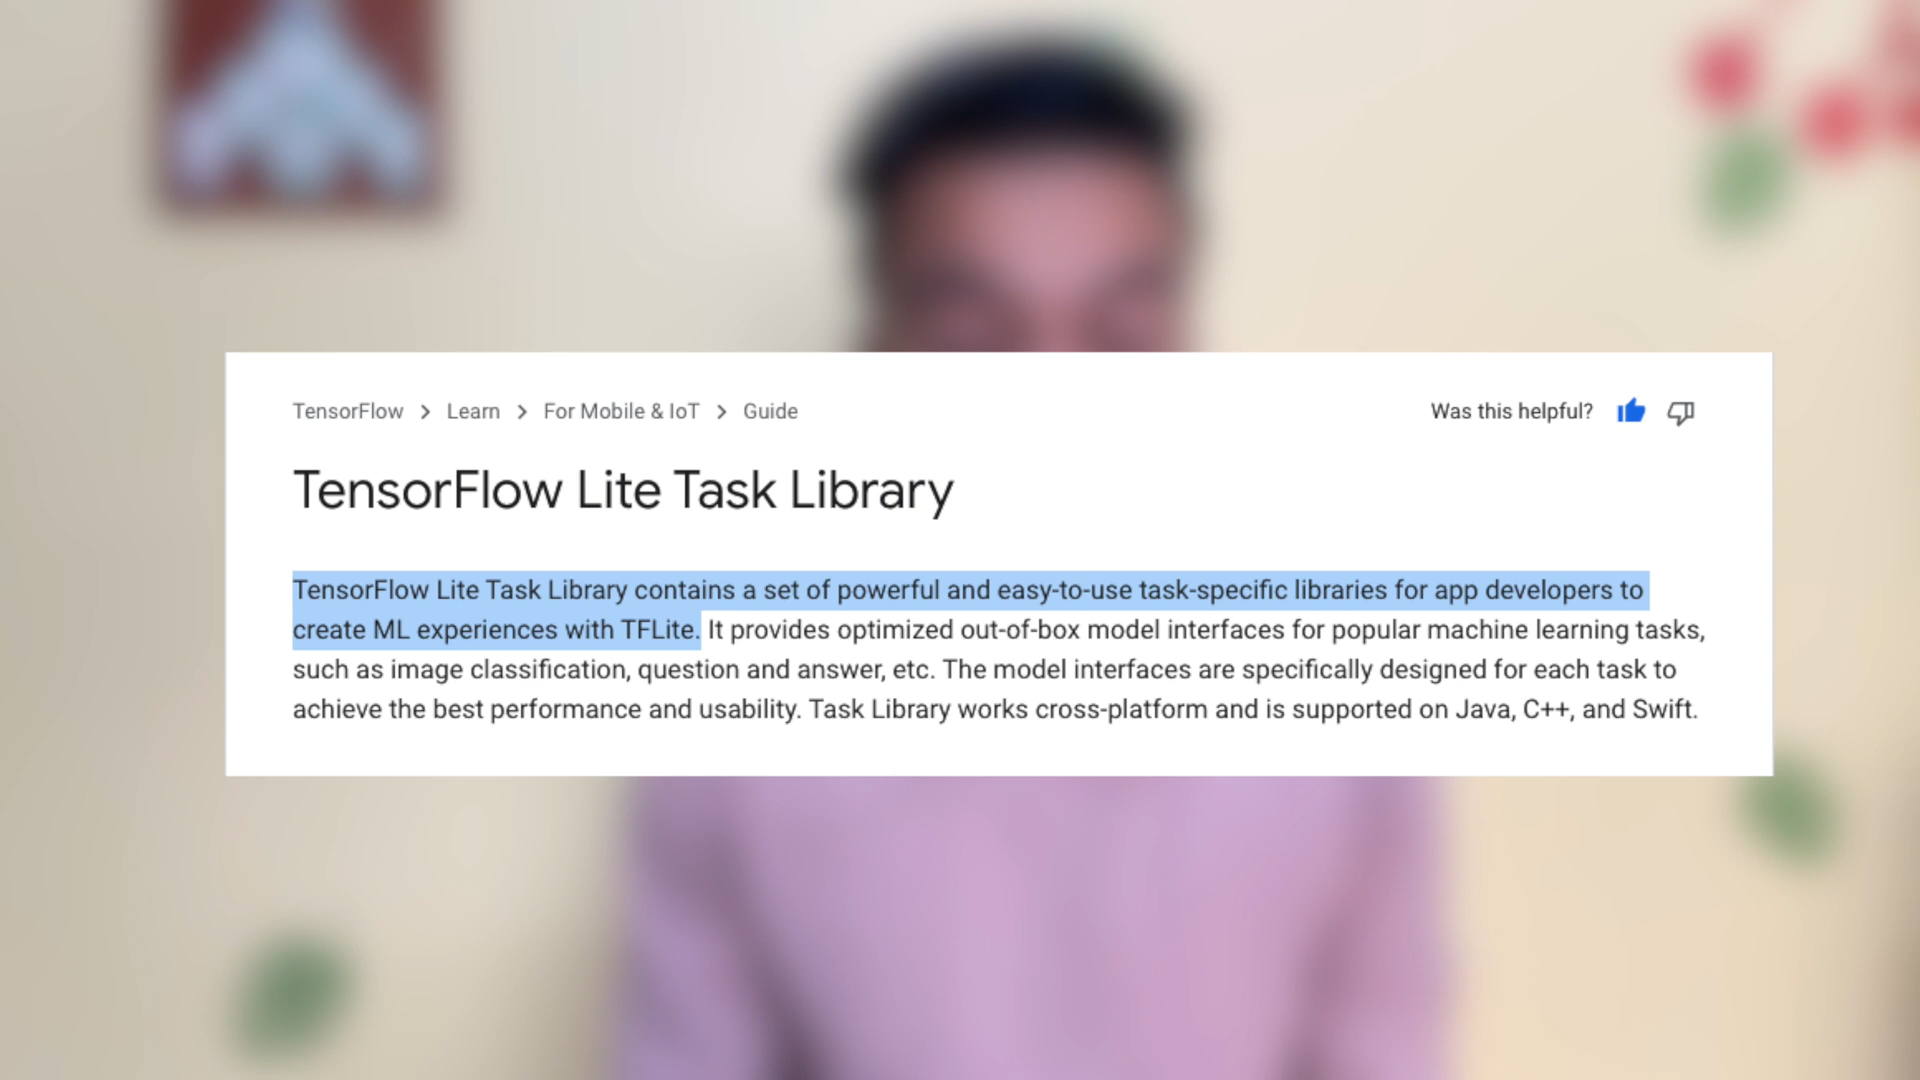 TensorFlow > Learn > For Mobile & IoT > Guide
Was this helpful?
TensorFlow Lite Task Library
TensorFlow Lite Task Library contains a set of powerful and easy-to-use task-specific libraries for app developers to
create ML experiences with TFLite. It provides optimized out-of-box model interfaces for popular machine learning tasks,
such as image classification, question and answer, etc. The model interfaces are specifically designed for each task to
achieve the best performance and usability. Task Library works cross-platform and is supported on Java, C++, and Swift.